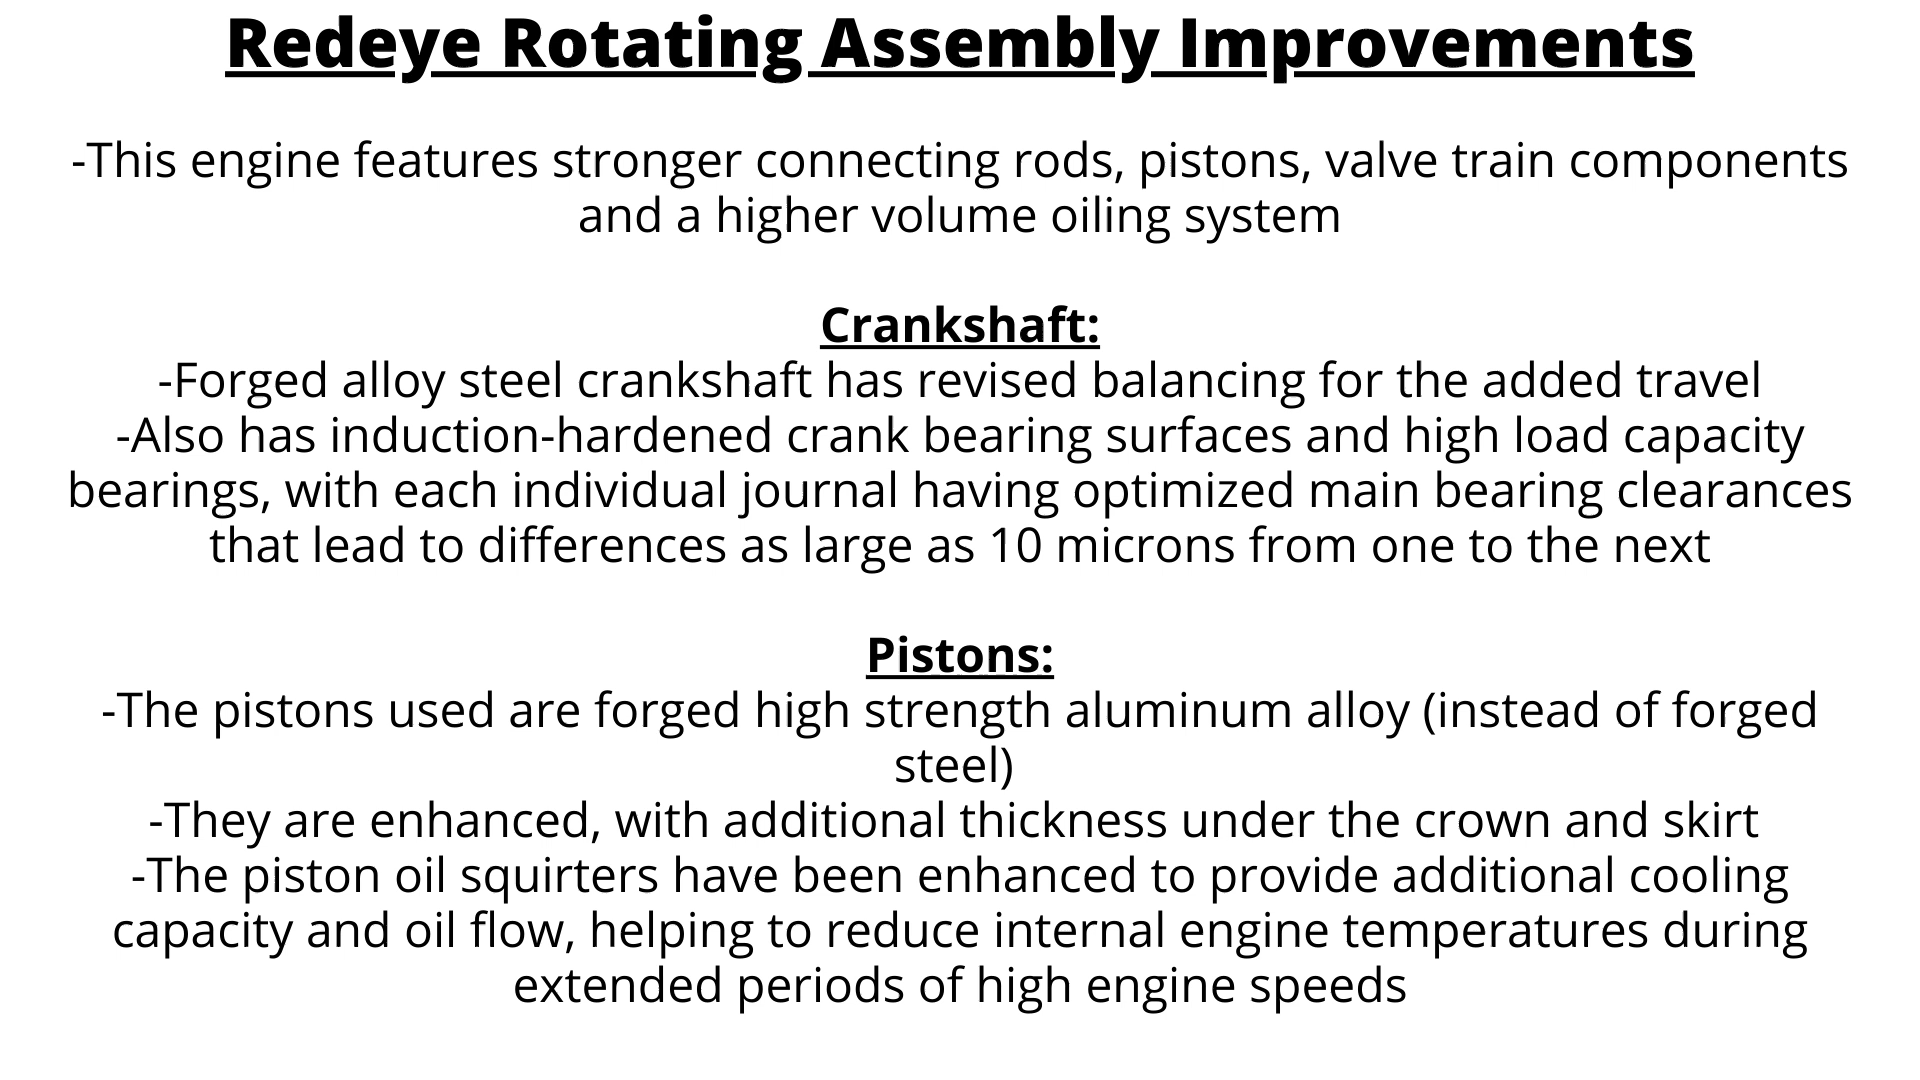 Redeye Rotating Assembly Improvements
-This engine features stronger connecting rods, pistons, valve train components
and a higher volume oiling system
Crankshaft:
-Forged alloy steel crankshaft has revised balancing for the added travel
-Also has induction-hardened crank bearing surfaces and high load capacity
bearings, with each individual journal having optimized main bearing clearances
that lead to differences as large as 10 microns from one to the next
Pistons:
-The pistons used are forged high strength aluminum alloy (instead of forged
steel)
-They are enhanced, with additional thickness under the crown and skirt
-The piston oil squirters have been enhanced to provide additional cooling
capacity and oil flow, helping to reduce internal engine temperatures during
extended periods of high engine speeds